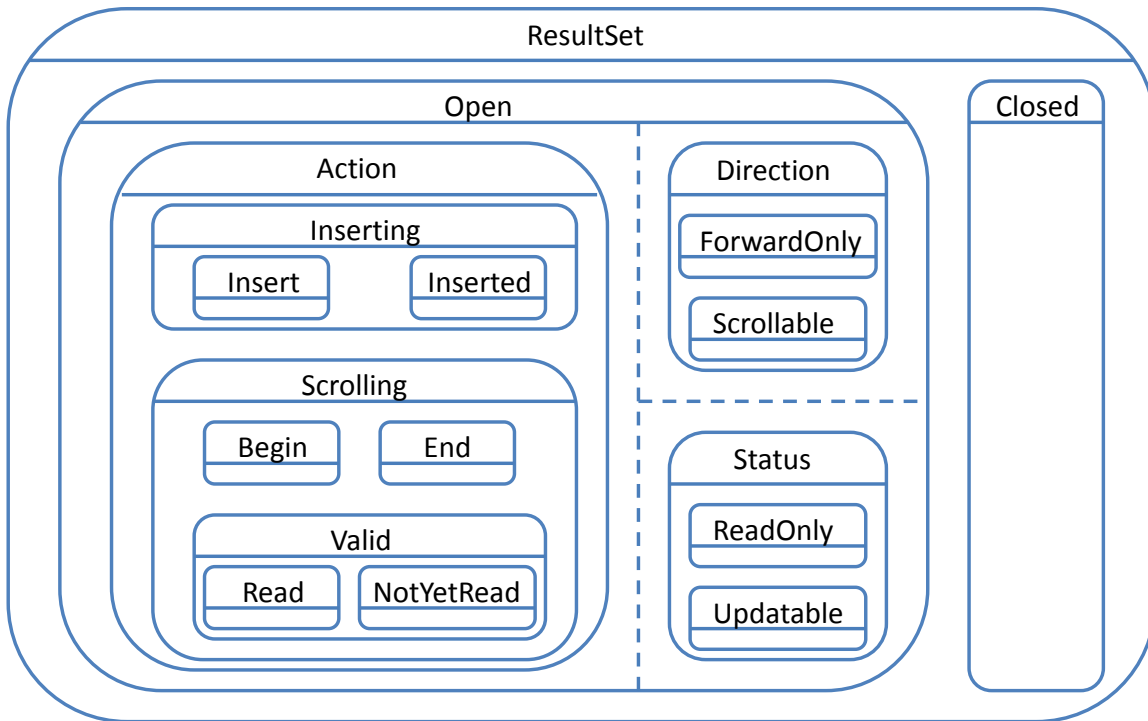 ResultSet
Open
Closed
Action
Direction
Inserting
ForwardOnly
Insert
Inserted
Scrollable
Scrolling
Begin
End
Status
Valid
ReadOnly
Read
NotYetRead
Updatable